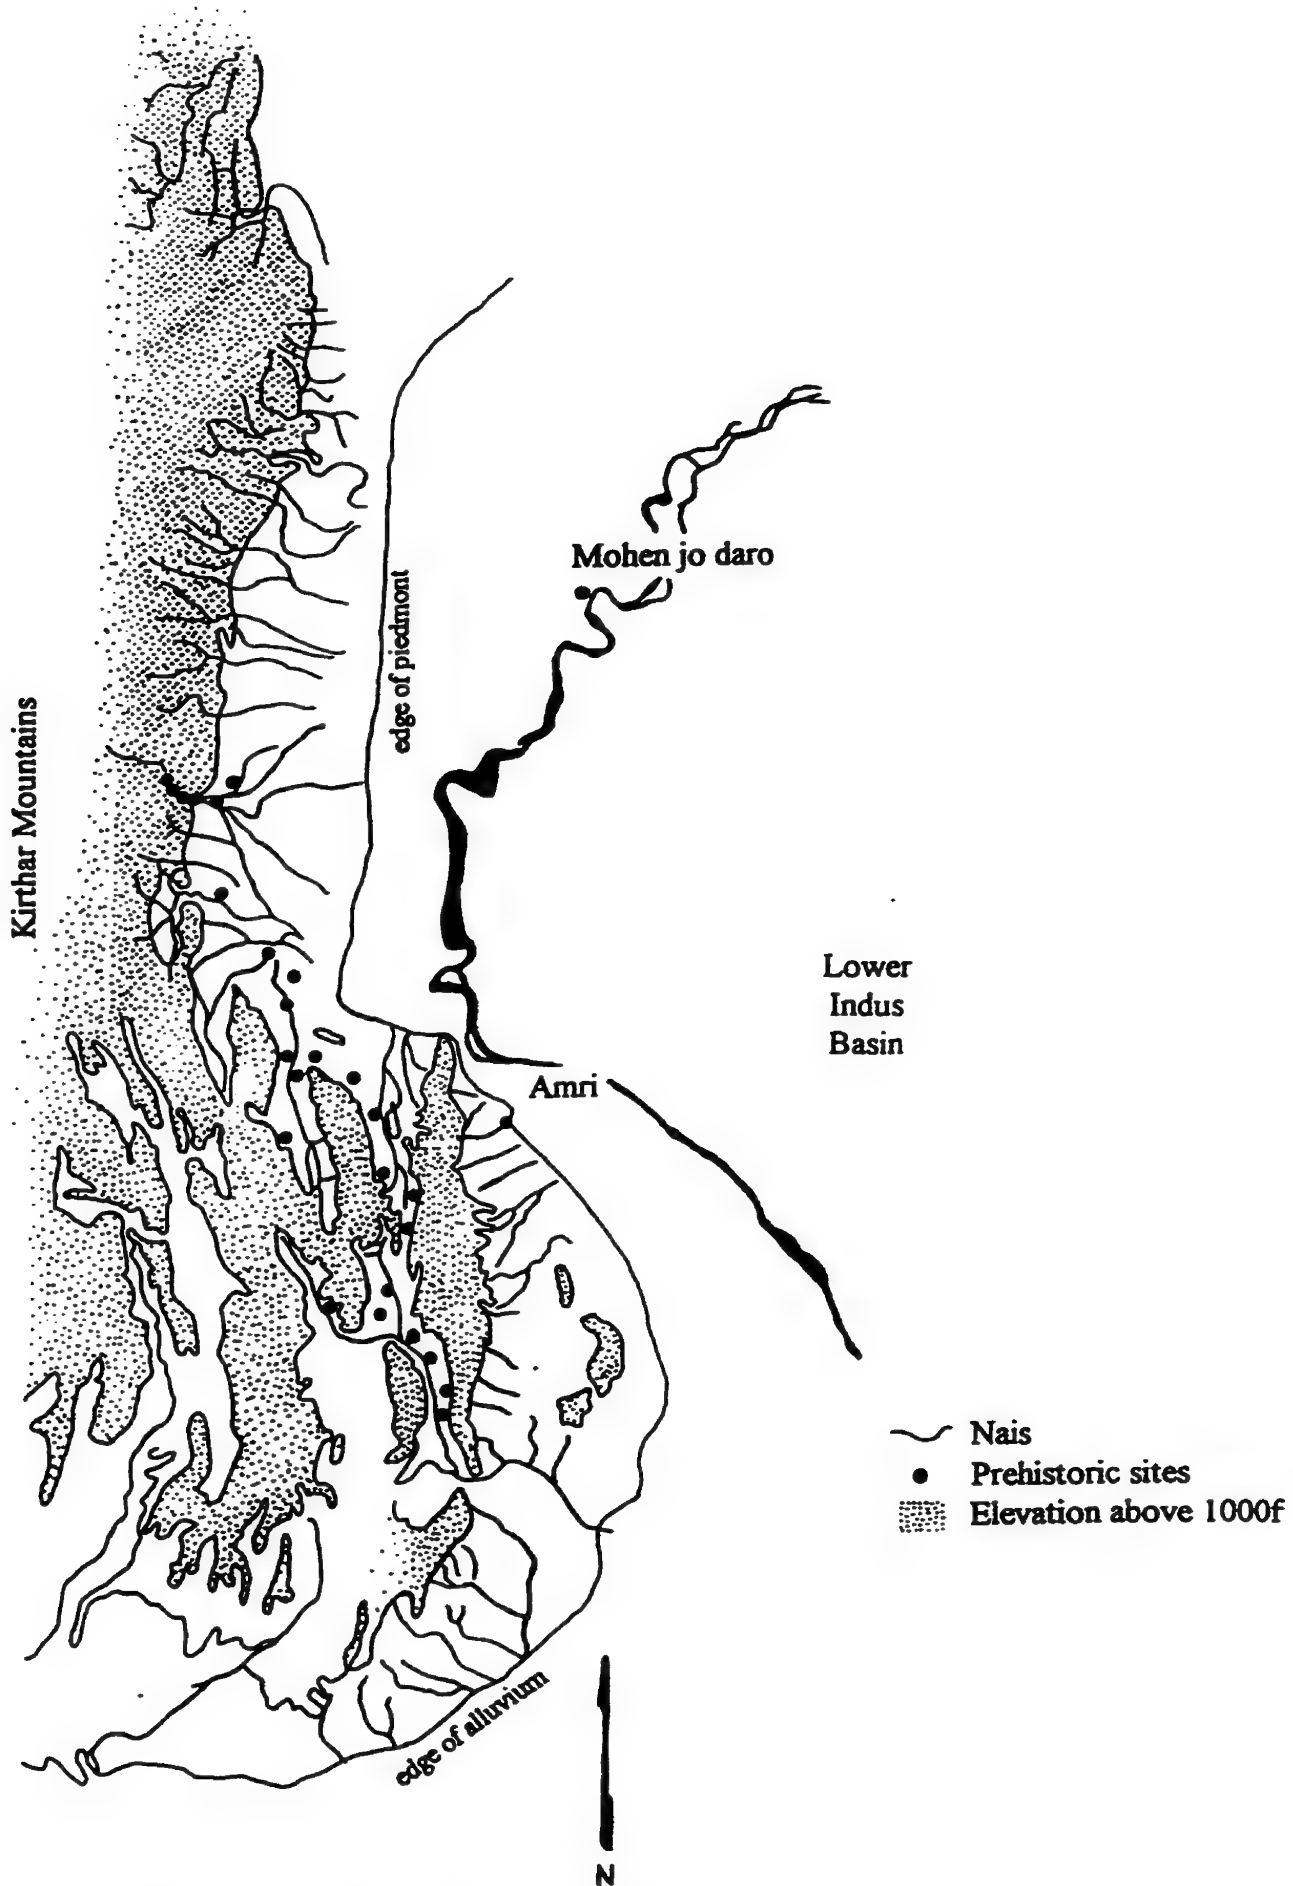 Mohen jo daro
edge of piedmont
Kirthar Mountains
Lower
Indus
Basin
Amri
Nais
Prehistoric sites
Elevation above 1000f
edge of alluvium
N